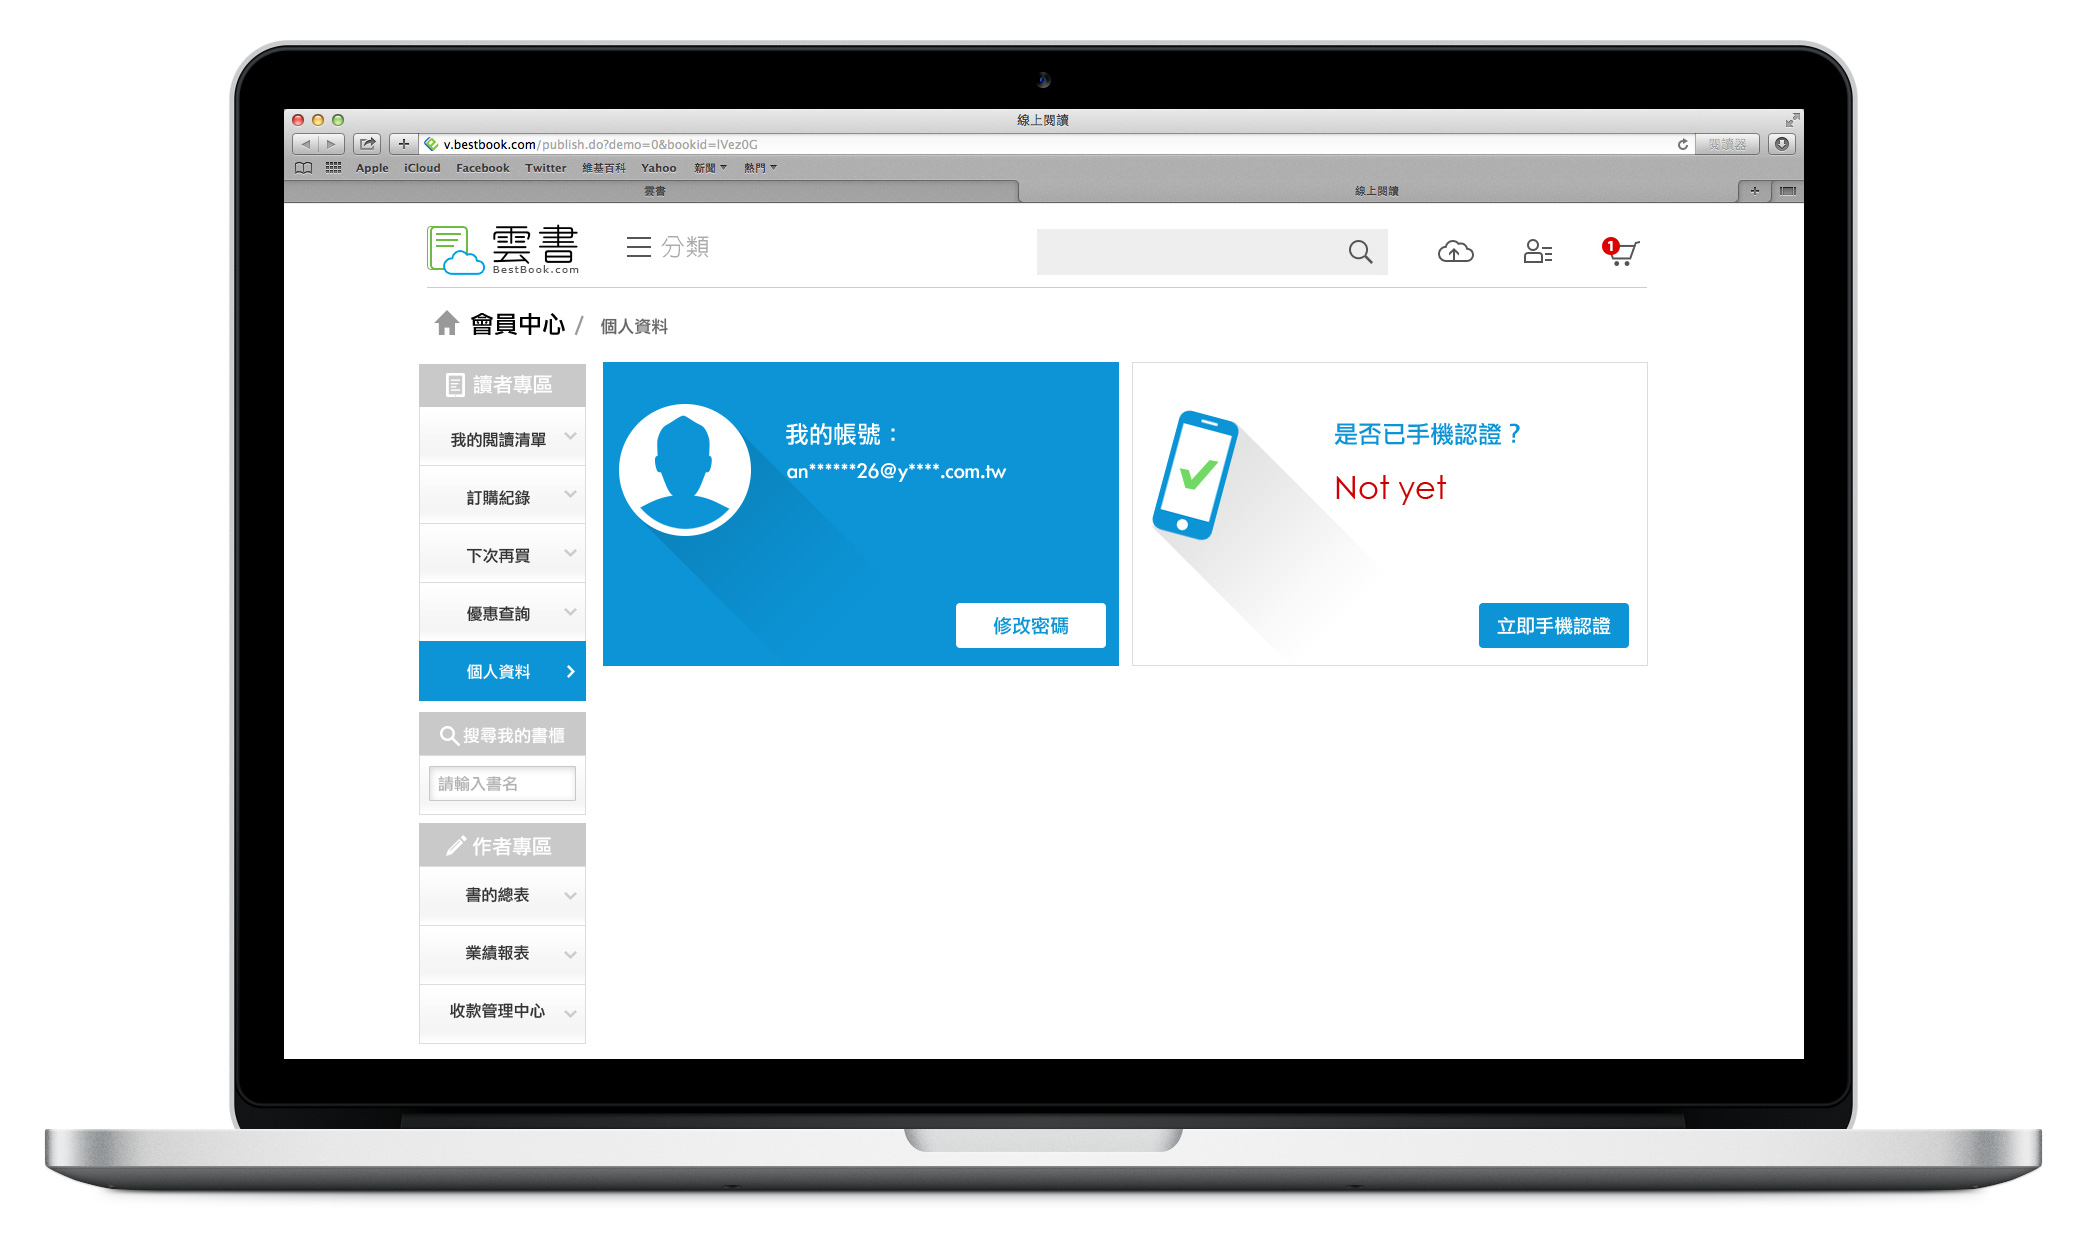 線上閱讀
v.bestbook.com/publish.do?demo=0&bookid=lVez0G
閱讀器
Apple iCloud Facebook Twitter 維基百科 Yahoo 新聞 熱門
雲書
線上閱讀
雲書
BestBook.com
分類
1
會員中心 / 個人資料
讀者專區
我的閱讀清單
訂購紀錄
下次再買
優惠查詢
個人資料
搜尋我的書櫃
請輸入書名
作者專區
書的總表
業績報表
收款管理中心
我的帳號：
an******26@y****.com.tw
修改密碼
是否已手機認證？
Not yet
立即手機認證